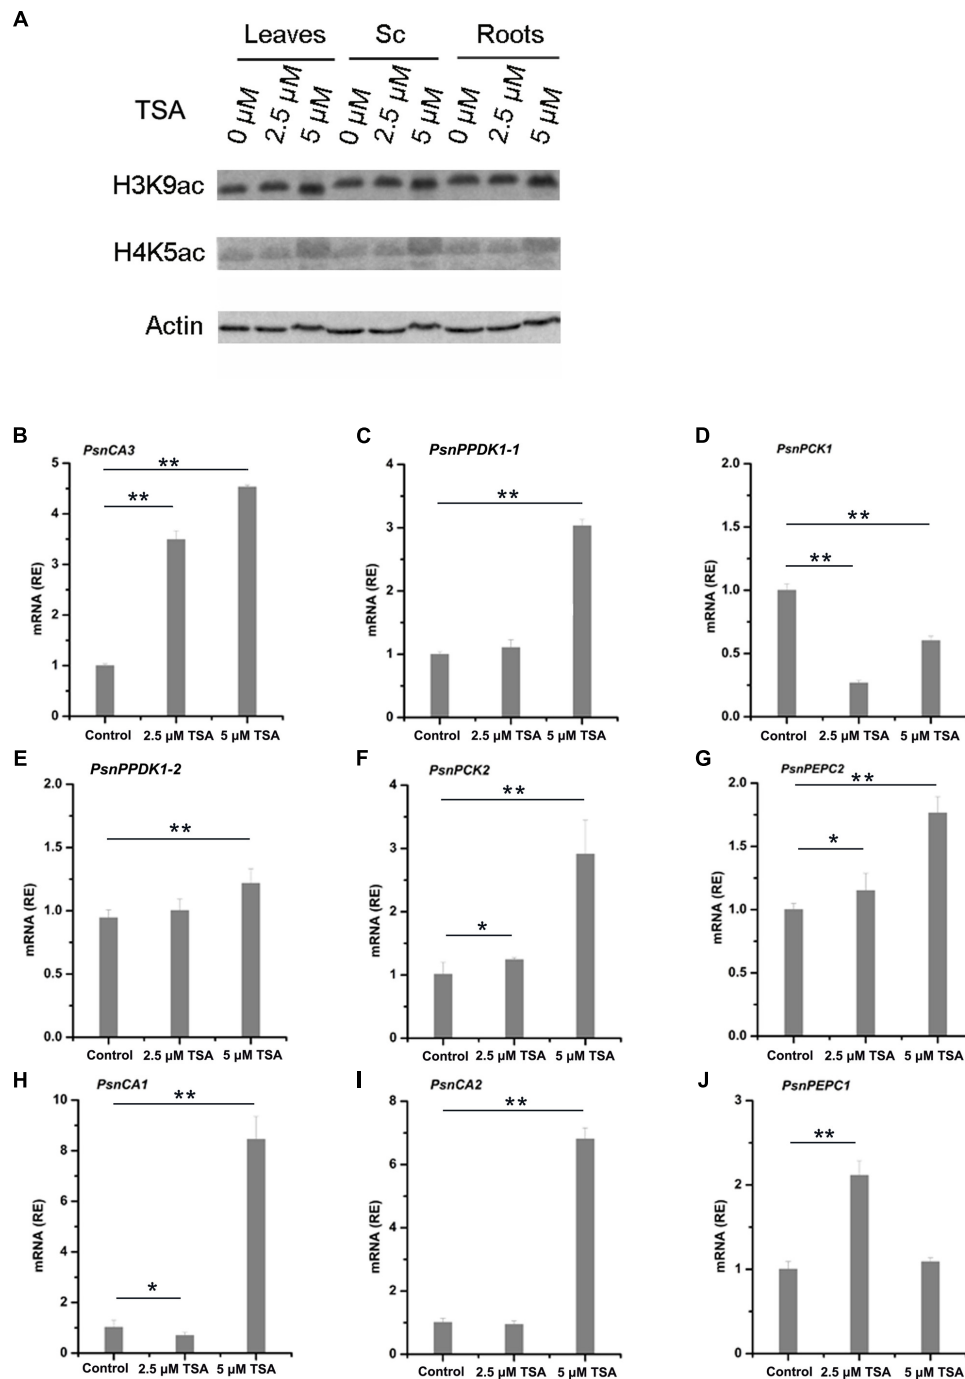 A
Leaves Sc Roots
TSA
0 µM 2.5 µM 5 µM 0 µM 2.5 µM 5 µM 0 µM 2.5 µM 5 µM
H3K9ac
H4K5ac
Actin
B
PsnCA3
**
**
mRNA (RE)
5
4
3
2
1
0
Control 2.5 µM TSA 5 µM TSA
C
PsnPPDK1-1
**
mRNA (RE)
4
3
2
1
0
Control 2.5 µM TSA 5 µM TSA
D
PsnPCK1
**
**
mRNA (RE)
2.0
1.5
1.0
0.5
0.0
Control 2.5 µM TSA 5 µM TSA
E
PsnPPDK1-2
**
mRNA (RE)
2.0
1.5
1.0
0.5
0.0
Control 2.5 µM TSA 5 µM TSA
F
PsnPCK2
**
*
mRNA (RE)
4
3
2
1
0
Control 2.5 µM TSA 5 µM TSA
G
PsnPEPC2
**
*
mRNA (RE)
2.0
1.5
1.0
0.5
0.0
Control 2.5 µM TSA 5 µM TSA
H
PsnCA1
**
*
mRNA (RE)
10
8
6
4
2
0
Control 2.5 µM TSA 5 µM TSA
I
PsnCA2
**
mRNA (RE)
8
6
4
2
0
Control 2.5 µM TSA 5 µM TSA
J
PsnPEPC1
**
mRNA (RE)
3
2
1
0
Control 2.5 µM TSA 5 µM TSA